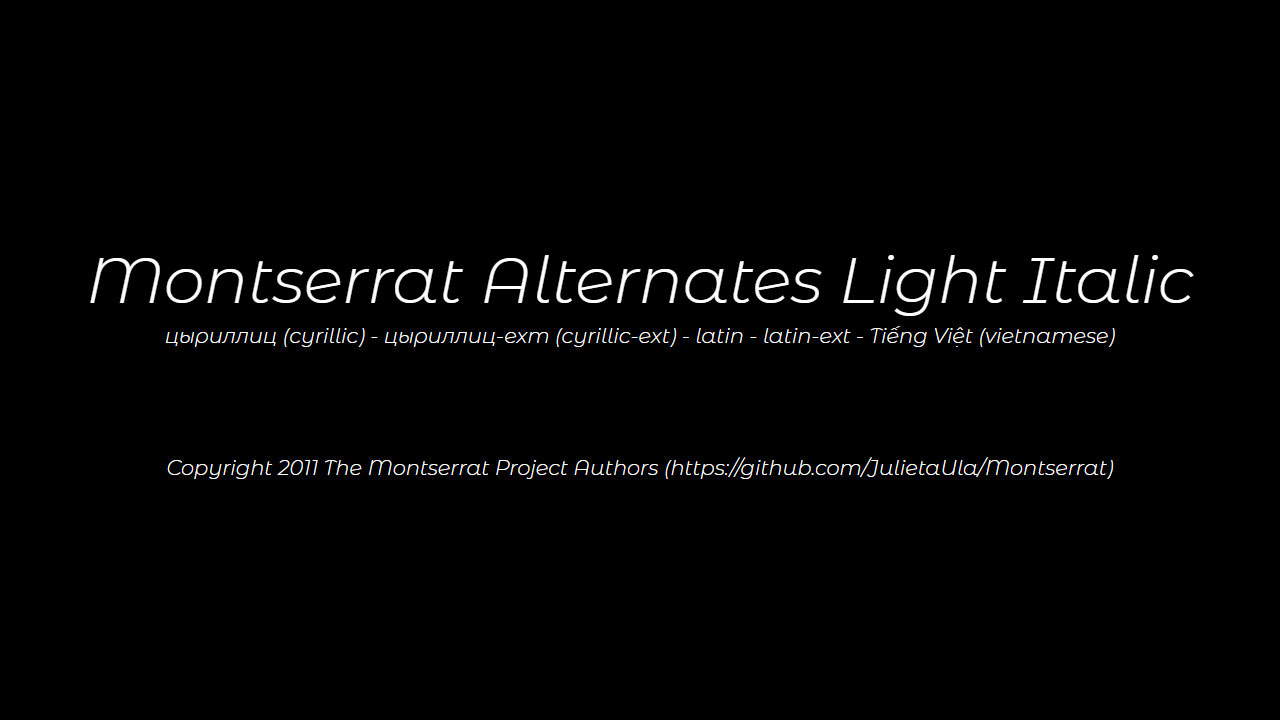 Montserrat Alternates Light Italic
цыриллиц (cyrillic) - цыриллиц-ext (cyrillic-ext) - latin - latin-ext - Tiếng Việt (vietnamese)
Copyright 2011 The Montserrat Project Authors (https://github.com/JulietaUla/Montserrat)